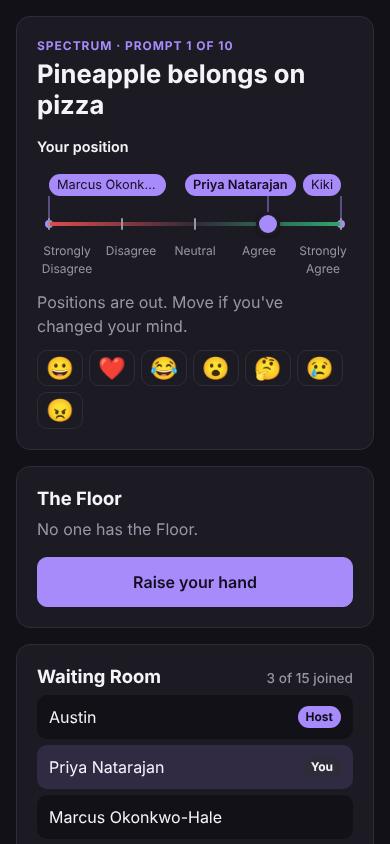 SPECTRUM · PROMPT 1 OF 10
Pineapple belongs on
pizza
Your position
Marcus Okonk... Priya Natarajan Kiki
Strongly Disagree Disagree Neutral Agree Strongly Agree
Positions are out. Move if you've
changed your mind.
The Floor
No one has the Floor.
Raise your hand
Waiting Room 3 of 15 joined
Austin Host
Priya Natarajan You
Marcus Okonkwo-Hale